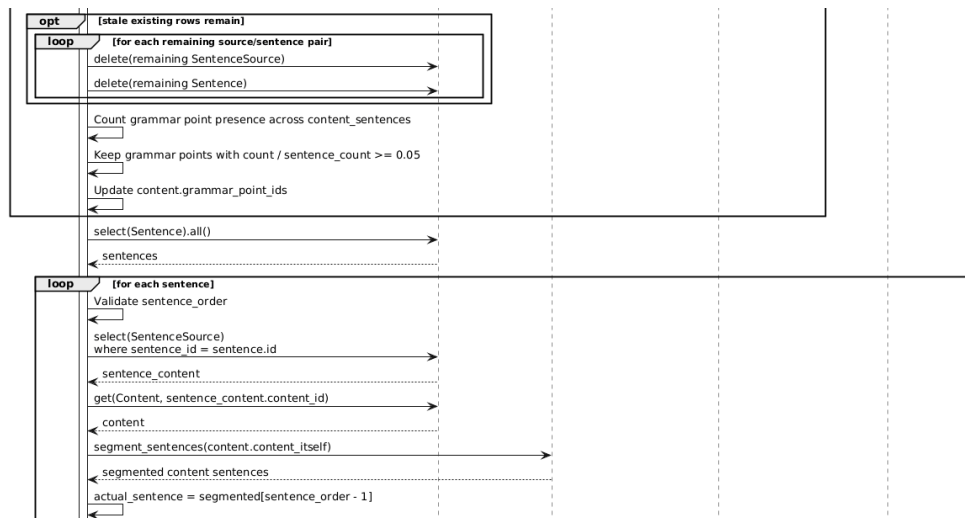 opt [stale existing rows remain]
loop [for each remaining source/sentence pair]
delete(remaining SentenceSource)
delete(remaining Sentence)
Count grammar point presence across content_sentences
Keep grammar points with count / sentence_count >= 0.05
Update content.grammar_point_ids
select(Sentence).all()
sentences
loop [for each sentence]
Validate sentence_order
select(SentenceSource)
where sentence_id = sentence.id
sentence_content
get(Content, sentence_content.content_id)
content
segment_sentences(content.content_itself)
segmented content sentences
actual_sentence = segmented[sentence_order - 1]